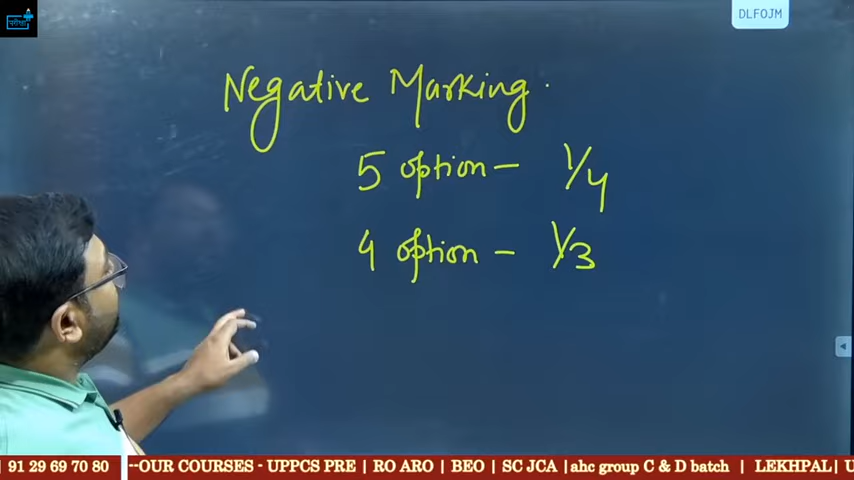 परीक्षा
DLFOJM
Negative Marking.
5 option - 1/4
4 option - 1/3
91 29 69 70 80 --OUR COURSES - UPPCS PRE | RO ARO | BEO | SC JCA |ahc group C & D batch | LEKHPAL| U